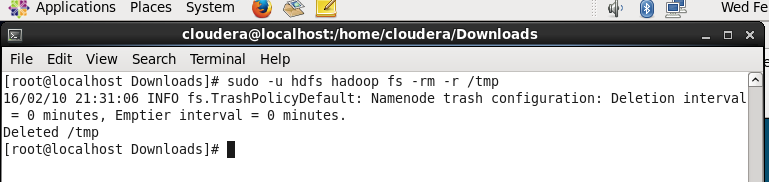 Applications Places System Wed Fe
cloudera@localhost:/home/cloudera/Downloads
File Edit View Search Terminal Help
[root@localhost Downloads]# sudo -u hdfs hadoop fs -rm -r /tmp
16/02/10 21:31:06 INFO fs.TrashPolicyDefault: Namenode trash configuration: Deletion interval
= 0 minutes, Emptier interval = 0 minutes.
Deleted /tmp
[root@localhost Downloads]#